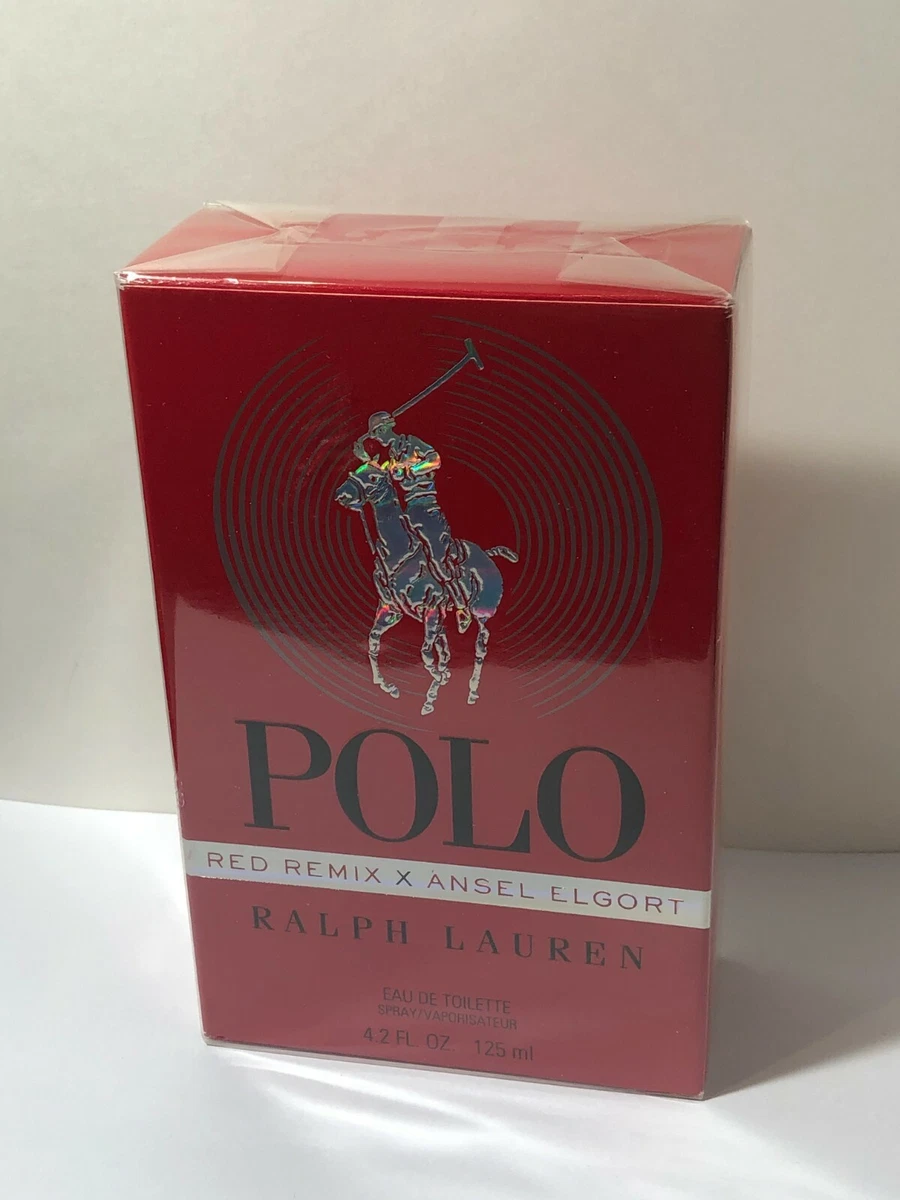 POLO
RED REMIX X ANSEL ELGORT
RALPH LAUREN
EAU DE TOILETTE
SPRAY/VAPORISATEUR
4.2 FL. OZ. 125 ml